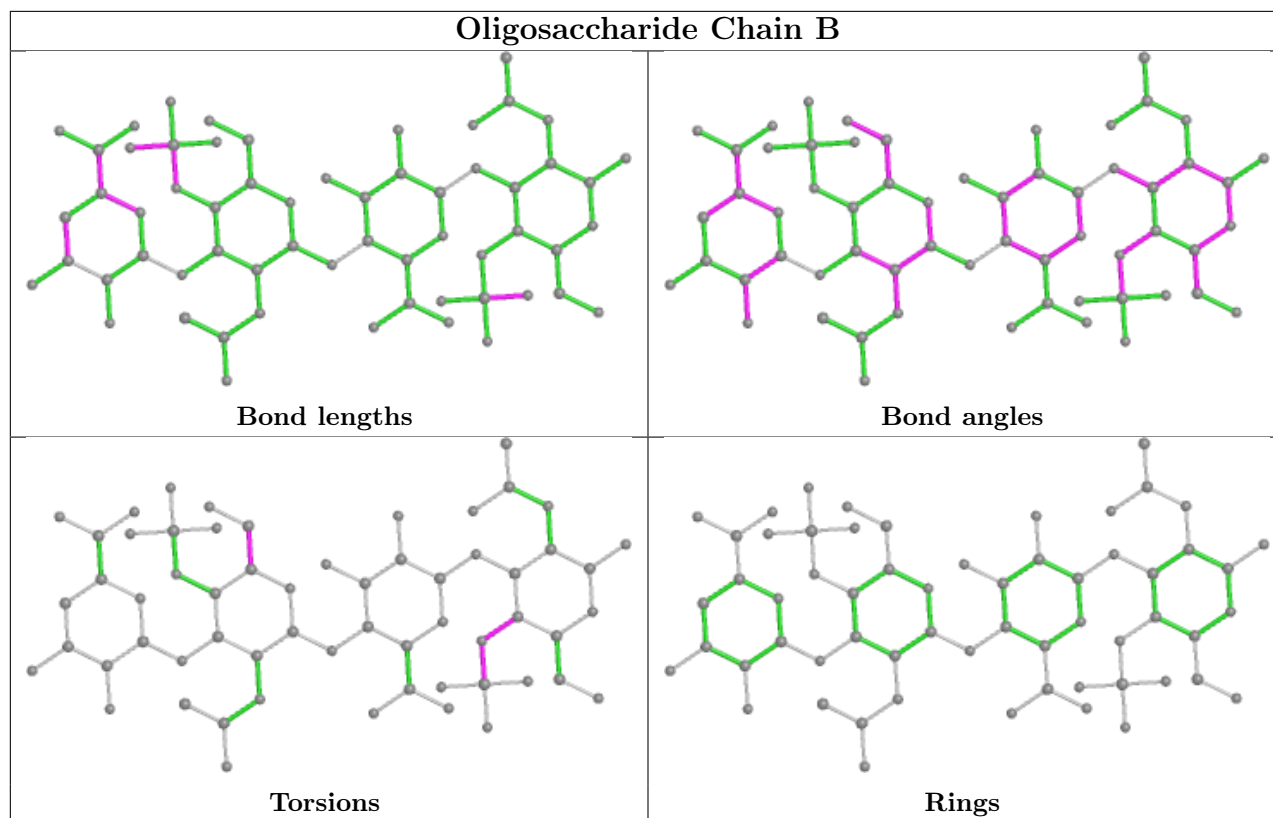 Oligosaccharide Chain B
Bond lengths
Bond angles
Torsions
Rings